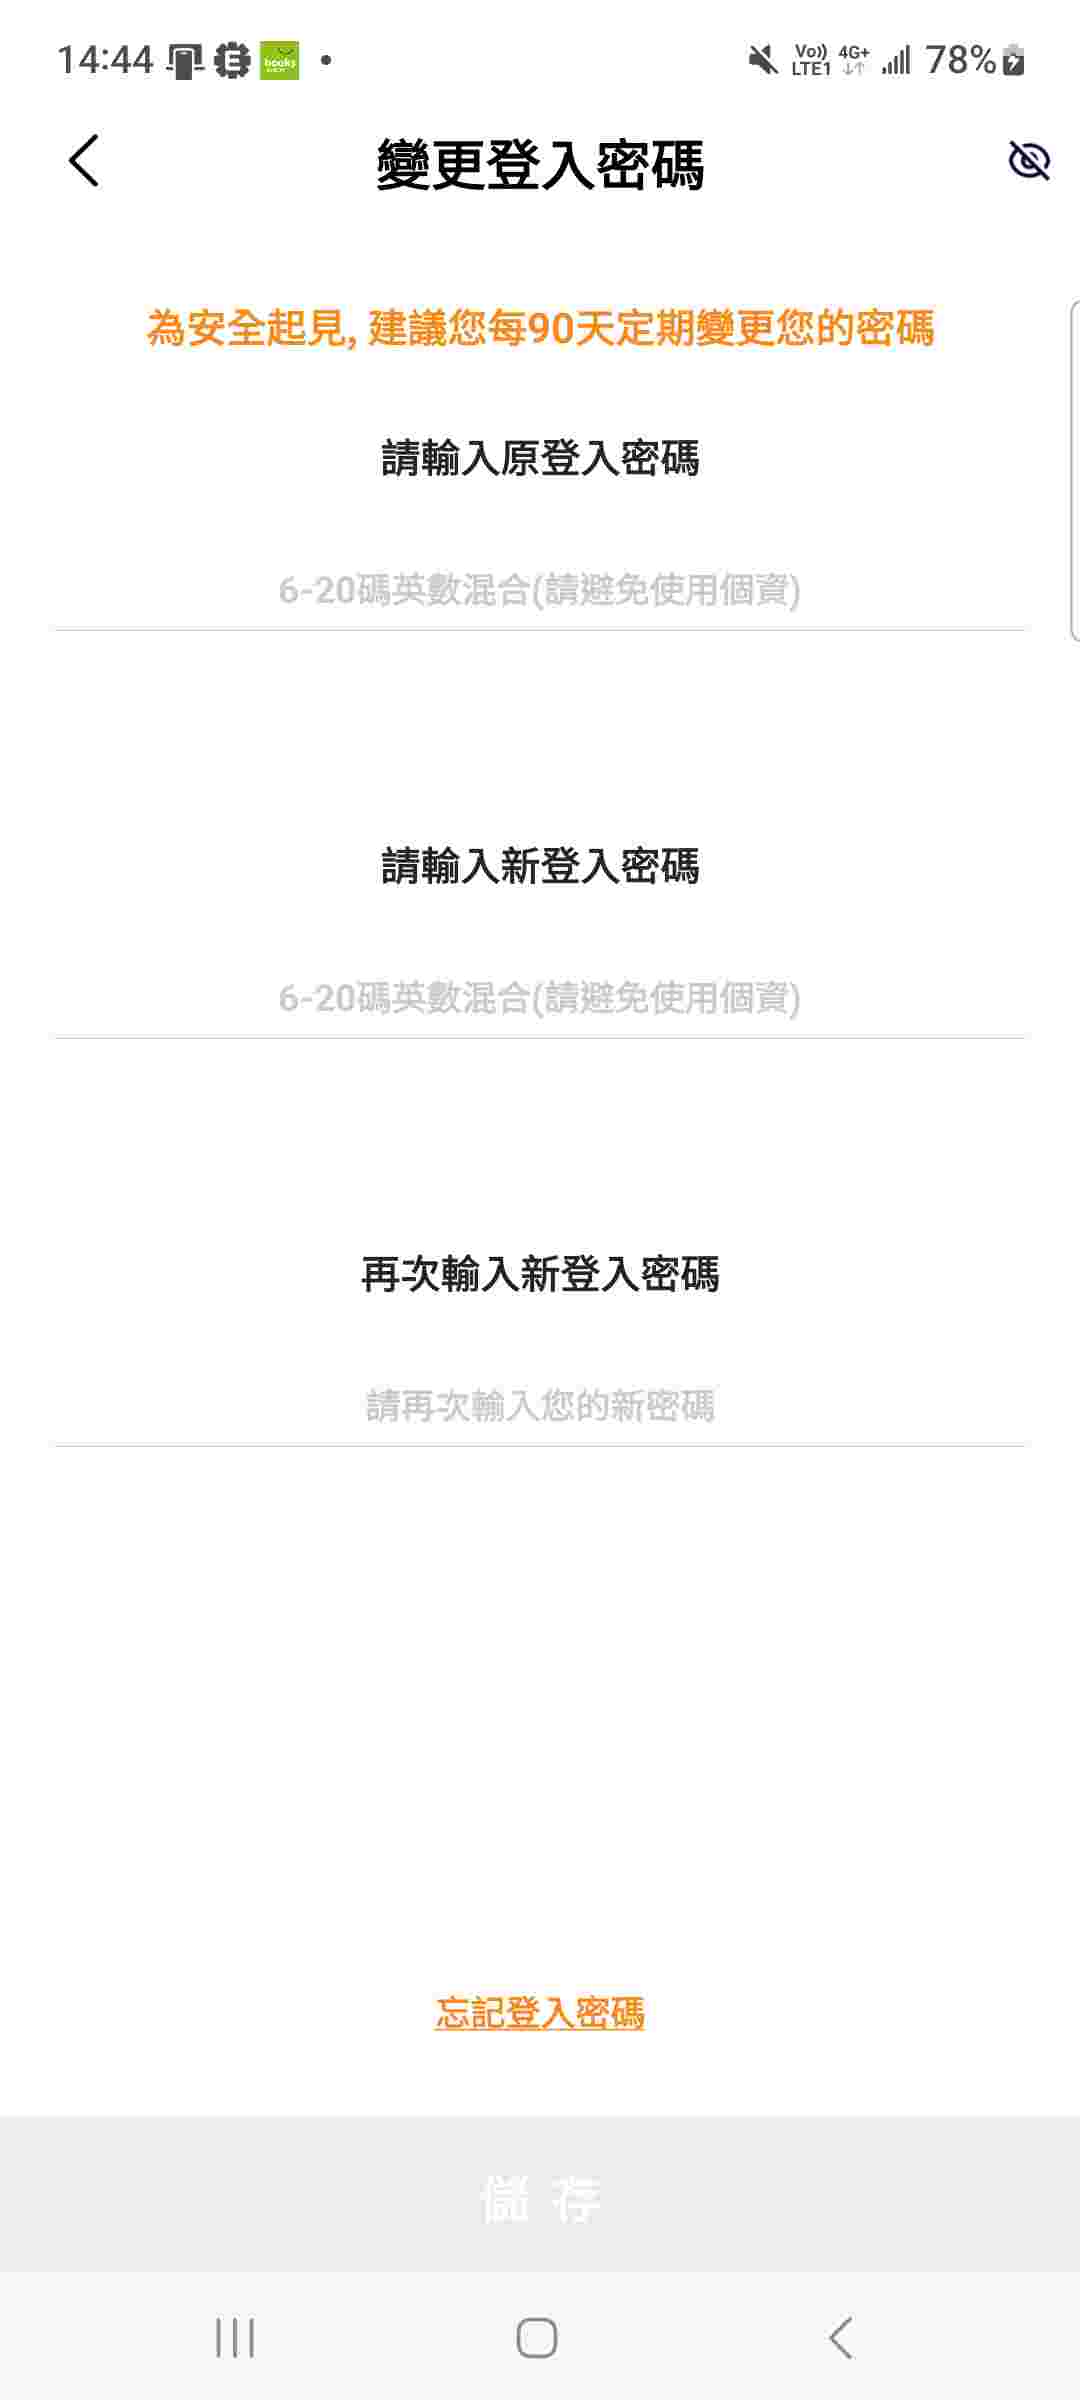 14:44 books Vo)) LTE1 4G+ 78%
變更登入密碼
為安全起見, 建議您每90天定期變更您的密碼
請輸入原登入密碼
6-20碼英數混合(請避免使用個資)
請輸入新登入密碼
6-20碼英數混合(請避免使用個資)
再次輸入新登入密碼
請再次輸入您的新密碼
忘記登入密碼
儲 存